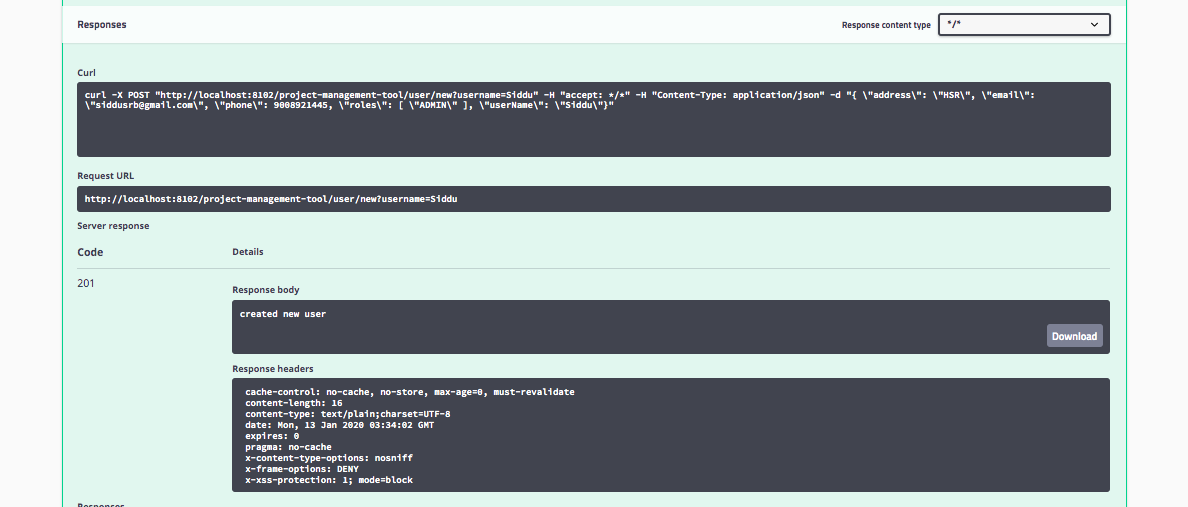 Responses
Response content type */*
Curl
curl -X POST "http://localhost:8102/project-management-tool/user/new?username=Siddu" -H "accept: */*" -H "Content-Type: application/json" -d "{ \"address\": \"HSR\", \"email\":
\"siddusrb@gmail.com\", \"phone\": 9008921445, \"roles\": [ \"ADMIN\" ], \"userName\": \"Siddu\"}"
Request URL
http://localhost:8102/project-management-tool/user/new?username=Siddu
Server response
Code Details
201
Response body
created new user
Download
Response headers
cache-control: no-cache, no-store, max-age=0, must-revalidate
content-length: 16
content-type: text/plain;charset=UTF-8
date: Mon, 13 Jan 2020 03:34:02 GMT
expires: 0
pragma: no-cache
x-content-type-options: nosniff
x-frame-options: DENY
x-xss-protection: 1; mode=block
Responses